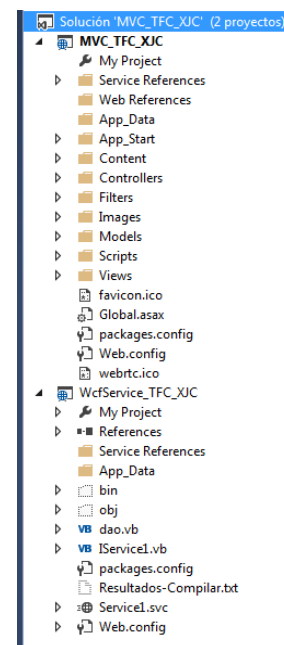 Solución 'MVC_TFC_XJC' (2 proyectos)
MVC_TFC_XJC
My Project
Service References
Web References
App_Data
App_Start
Content
Controllers
Filters
Images
Models
Scripts
Views
favicon.ico
Global.asax
packages.config
Web.config
webrtc.ico
WcfService_TFC_XJC
My Project
References
Service References
App_Data
bin
obj
VB dao.vb
VB IService1.vb
packages.config
Resultados-Compilar.txt
Service1.svc
Web.config